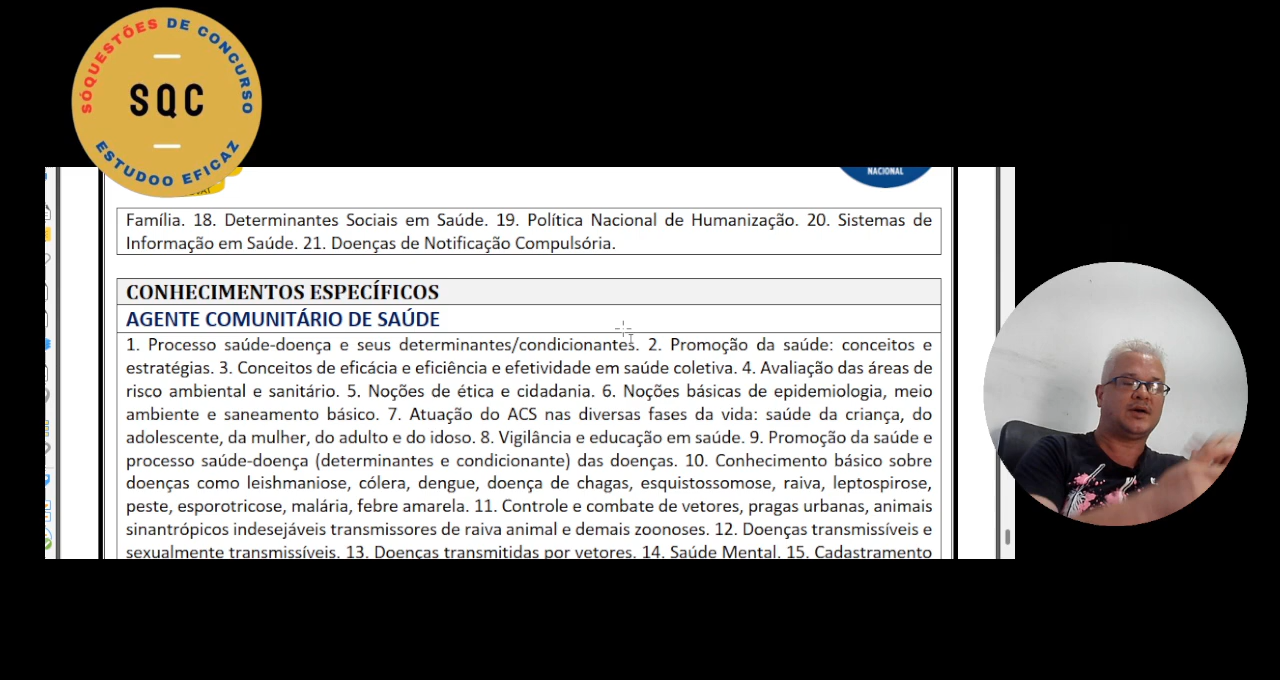 SÓQUESTÕES DE CONCURSO
SQC
ESTUDOO EFICAZ
NACIONAL
Família. 18. Determinantes Sociais em Saúde. 19. Política Nacional de Humanização. 20. Sistemas de
Informação em Saúde. 21. Doenças de Notificação Compulsória.
CONHECIMENTOS ESPECÍFICOS
AGENTE COMUNITÁRIO DE SAÚDE
1. Processo saúde-doença e seus determinantes/condicionantes. 2. Promoção da saúde: conceitos e
estratégias. 3. Conceitos de eficácia e eficiência e efetividade em saúde coletiva. 4. Avaliação das áreas de
risco ambiental e sanitário. 5. Noções de ética e cidadania. 6. Noções básicas de epidemiologia, meio
ambiente e saneamento básico. 7. Atuação do ACS nas diversas fases da vida: saúde da criança, do
adolescente, da mulher, do adulto e do idoso. 8. Vigilância e educação em saúde. 9. Promoção da saúde e
processo saúde-doença (determinantes e condicionante) das doenças. 10. Conhecimento básico sobre
doenças como leishmaniose, cólera, dengue, doença de chagas, esquistossomose, raiva, leptospirose,
peste, esporotricose, malária, febre amarela. 11. Controle e combate de vetores, pragas urbanas, animais
sinantrópicos indesejáveis transmissores de raiva animal e demais zoonoses. 12. Doenças transmissíveis e
sexualmente transmissíveis. 13. Doenças transmitidas por vetores. 14. Saúde Mental. 15. Cadastramento